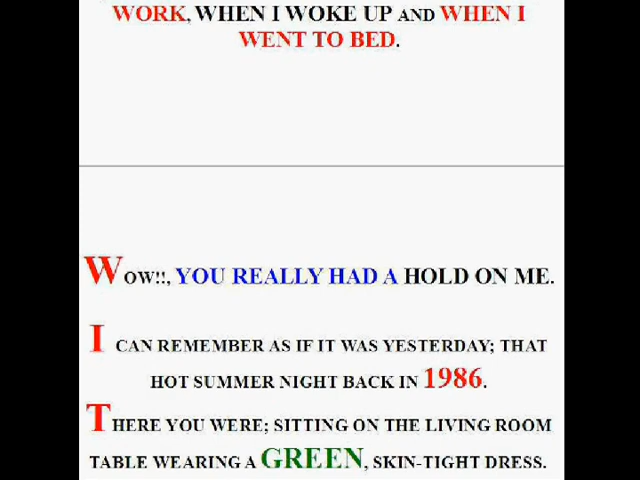 WORK, WHEN I WOKE UP AND WHEN I
WENT TO BED.
WOW!!, YOU REALLY HAD A HOLD ON ME.
I CAN REMEMBER AS IF IT WAS YESTERDAY; THAT
HOT SUMMER NIGHT BACK IN 1986.
THERE YOU WERE; SITTING ON THE LIVING ROOM
TABLE WEARING A GREEN, SKIN-TIGHT DRESS.